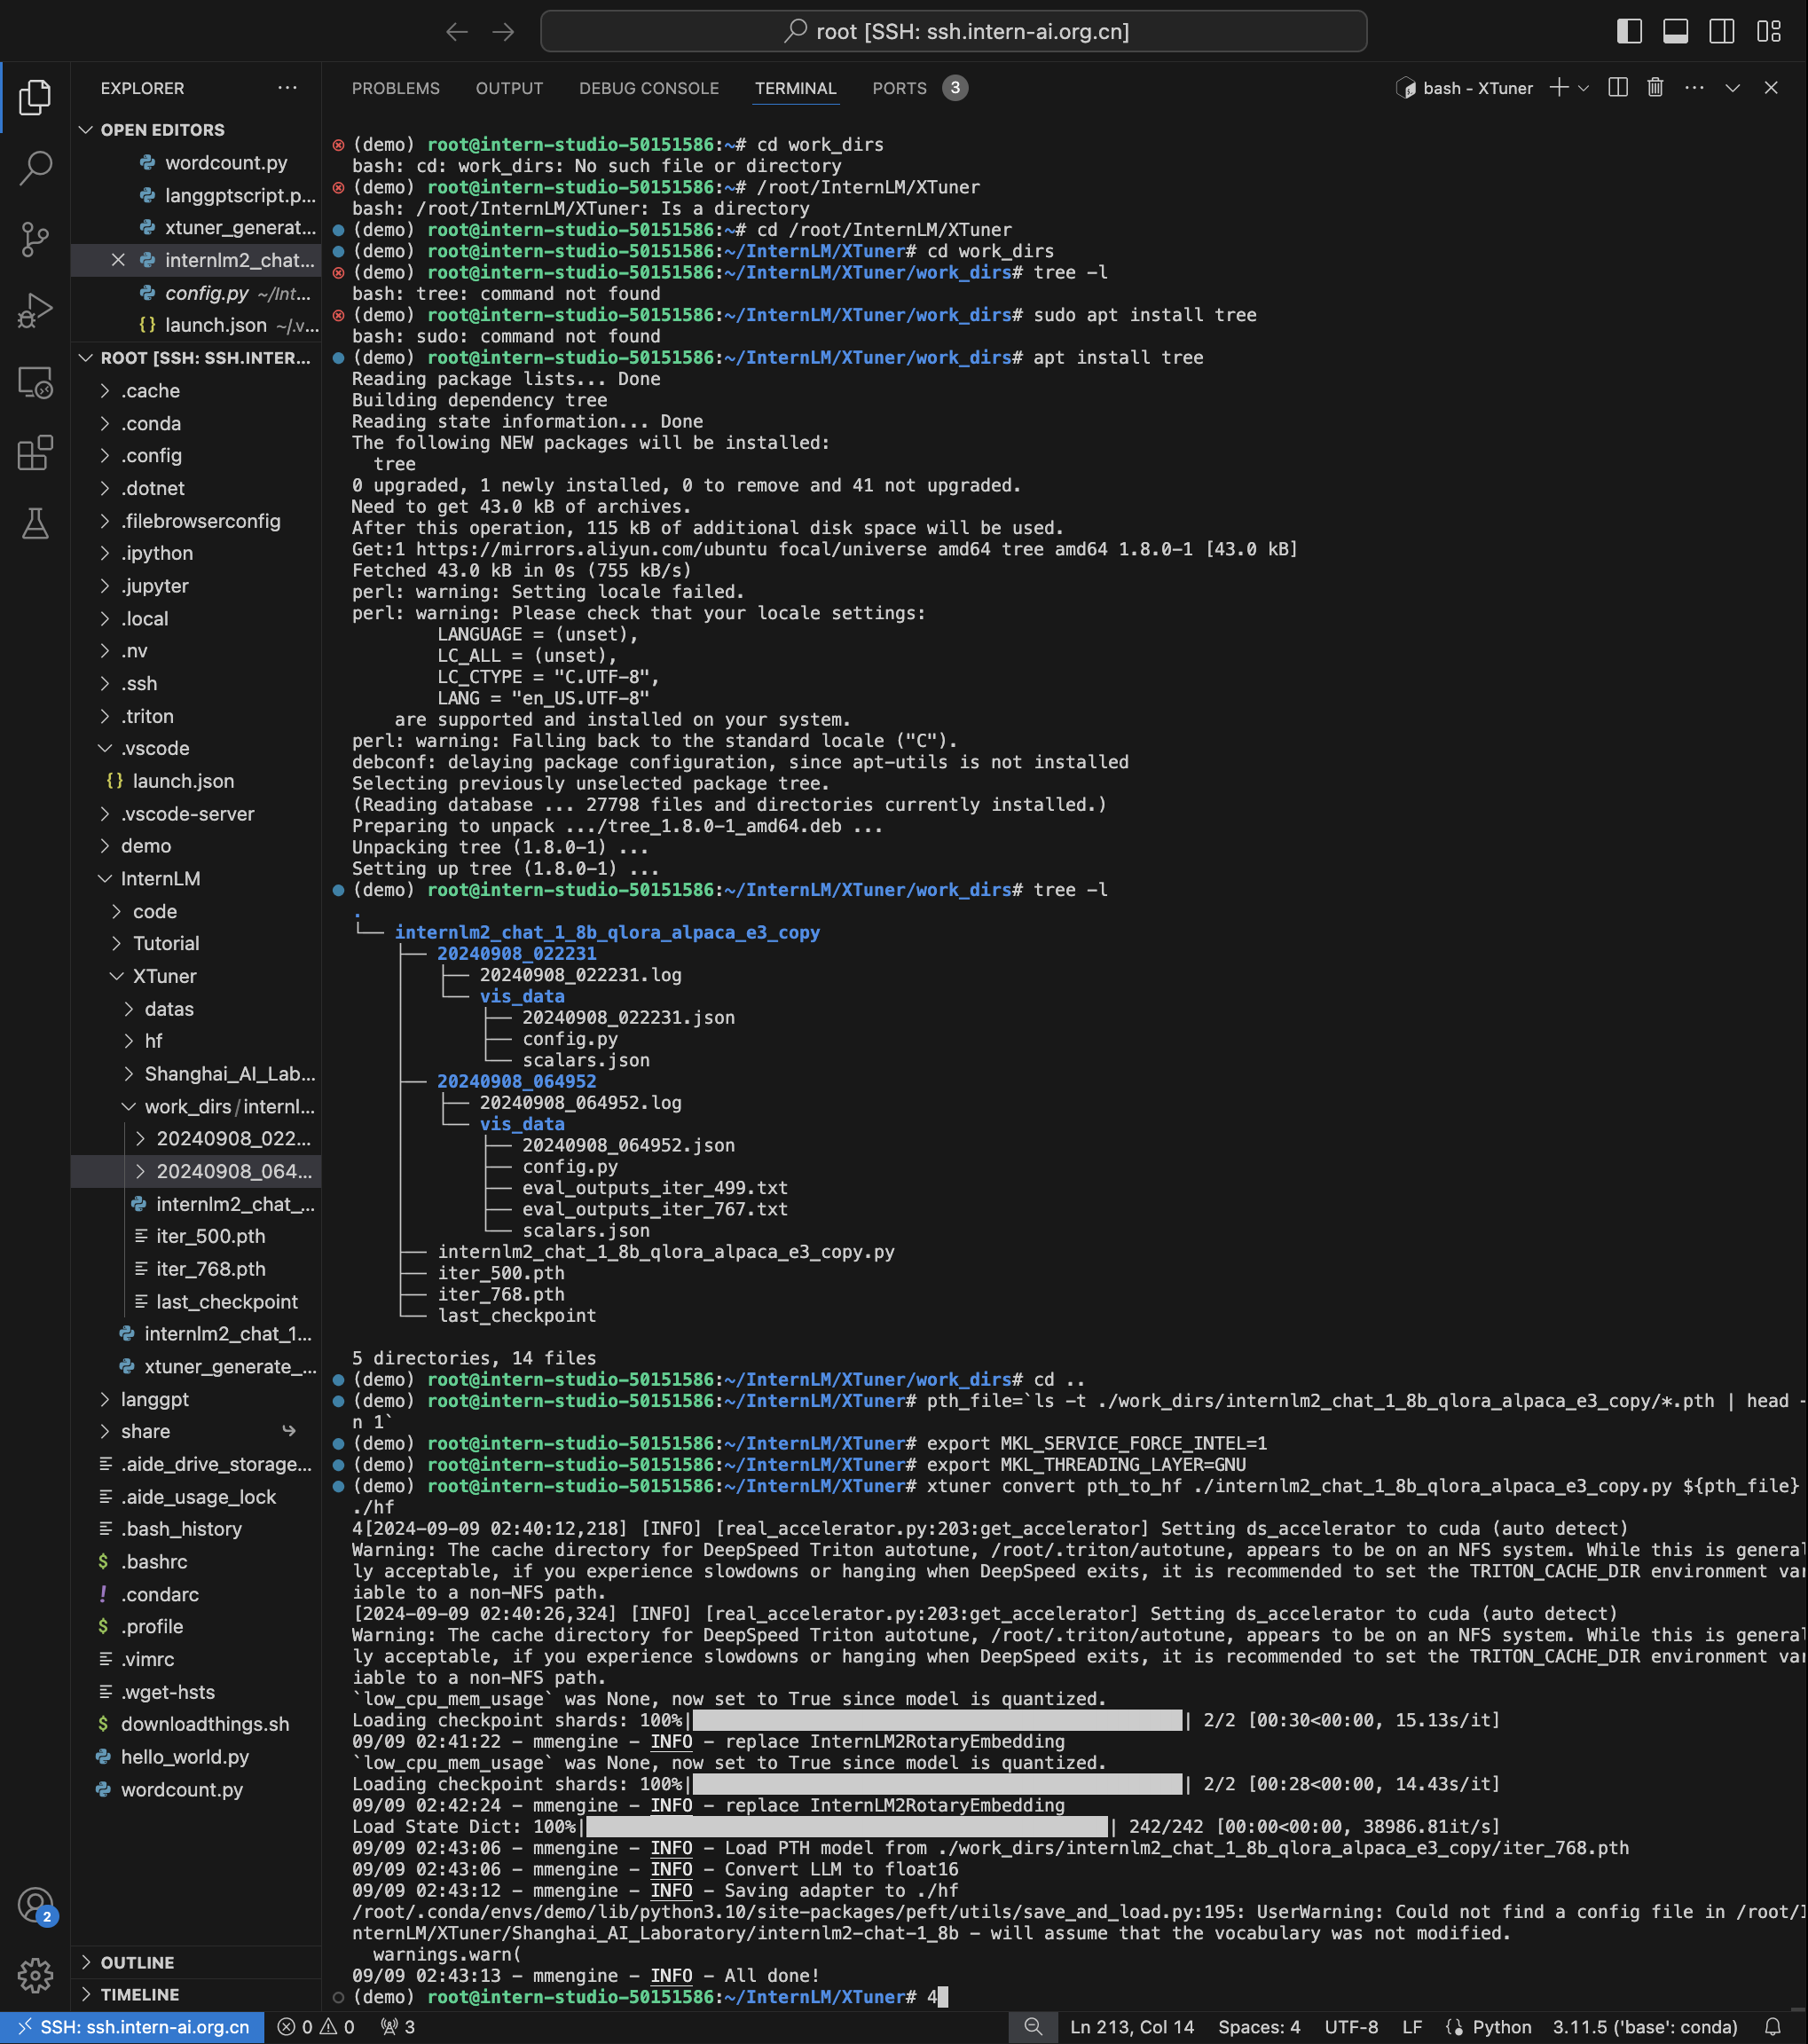 root [SSH: ssh.intern-ai.org.cn]
EXPLORER
OPEN EDITORS
wordcount.py
langgptscript.p...
xtuner_generat...
internlm2_chat...
config.py ~/Int...
{} launch.json ~/.v...
ROOT [SSH: SSH.INTER...
.cache
.conda
.config
.dotnet
.filebrowserconfig
.ipython
.jupyter
.local
.nv
.ssh
.triton
.vscode
{} launch.json
.vscode-server
demo
InternLM
code
Tutorial
XTuner
datas
hf
Shanghai_AI_Lab...
work_dirs/internl...
20240908_022...
20240908_064...
internlm2_chat_...
iter_500.pth
iter_768.pth
last_checkpoint
internlm2_chat_1...
xtuner_generate_...
langgpt
share
.aide_drive_storage...
.aide_usage_lock
.bash_history
$ .bashrc
! .condarc
$ .profile
.vimrc
.wget-hsts
$ downloadthings.sh
hello_world.py
wordcount.py
OUTLINE
TIMELINE
2
PROBLEMS OUTPUT DEBUG CONSOLE TERMINAL PORTS 3
bash - XTuner
(demo) root@intern-studio-50151586:~# cd work_dirs
bash: cd: work_dirs: No such file or directory
(demo) root@intern-studio-50151586:~# /root/InternLM/XTuner
bash: /root/InternLM/XTuner: Is a directory
(demo) root@intern-studio-50151586:~# cd /root/InternLM/XTuner
(demo) root@intern-studio-50151586:~/InternLM/XTuner# cd work_dirs
(demo) root@intern-studio-50151586:~/InternLM/XTuner/work_dirs# tree -l
bash: tree: command not found
(demo) root@intern-studio-50151586:~/InternLM/XTuner/work_dirs# sudo apt install tree
bash: sudo: command not found
(demo) root@intern-studio-50151586:~/InternLM/XTuner/work_dirs# apt install tree
Reading package lists... Done
Building dependency tree
Reading state information... Done
The following NEW packages will be installed:
  tree
0 upgraded, 1 newly installed, 0 to remove and 41 not upgraded.
Need to get 43.0 kB of archives.
After this operation, 115 kB of additional disk space will be used.
Get:1 https://mirrors.aliyun.com/ubuntu focal/universe amd64 tree amd64 1.8.0-1 [43.0 kB]
Fetched 43.0 kB in 0s (755 kB/s)
perl: warning: Setting locale failed.
perl: warning: Please check that your locale settings:
        LANGUAGE = (unset),
        LC_ALL = (unset),
        LC_CTYPE = "C.UTF-8",
        LANG = "en_US.UTF-8"
    are supported and installed on your system.
perl: warning: Falling back to the standard locale ("C").
debconf: delaying package configuration, since apt-utils is not installed
Selecting previously unselected package tree.
(Reading database ... 27798 files and directories currently installed.)
Preparing to unpack .../tree_1.8.0-1_amd64.deb ...
Unpacking tree (1.8.0-1) ...
Setting up tree (1.8.0-1) ...
(demo) root@intern-studio-50151586:~/InternLM/XTuner/work_dirs# tree -l
.
└── internlm2_chat_1_8b_qlora_alpaca_e3_copy
    ├── 20240908_022231
    │   ├── 20240908_022231.log
    │   └── vis_data
    │       ├── 20240908_022231.json
    │       ├── config.py
    │       └── scalars.json
    ├── 20240908_064952
    │   ├── 20240908_064952.log
    │   └── vis_data
    │       ├── 20240908_064952.json
    │       ├── config.py
    │       ├── eval_outputs_iter_499.txt
    │       ├── eval_outputs_iter_767.txt
    │       └── scalars.json
    ├── internlm2_chat_1_8b_qlora_alpaca_e3_copy.py
    ├── iter_500.pth
    ├── iter_768.pth
    └── last_checkpoint
5 directories, 14 files
(demo) root@intern-studio-50151586:~/InternLM/XTuner/work_dirs# cd ..
(demo) root@intern-studio-50151586:~/InternLM/XTuner# pth_file=`ls -t ./work_dirs/internlm2_chat_1_8b_qlora_alpaca_e3_copy/*.pth | head -
n 1`
(demo) root@intern-studio-50151586:~/InternLM/XTuner# export MKL_SERVICE_FORCE_INTEL=1
(demo) root@intern-studio-50151586:~/InternLM/XTuner# export MKL_THREADING_LAYER=GNU
(demo) root@intern-studio-50151586:~/InternLM/XTuner# xtuner convert pth_to_hf ./internlm2_chat_1_8b_qlora_alpaca_e3_copy.py ${pth_file}
./hf
4[2024-09-09 02:40:12,218] [INFO] [real_accelerator.py:203:get_accelerator] Setting ds_accelerator to cuda (auto detect)
Warning: The cache directory for DeepSpeed Triton autotune, /root/.triton/autotune, appears to be on an NFS system. While this is general
ly acceptable, if you experience slowdowns or hanging when DeepSpeed exits, it is recommended to set the TRITON_CACHE_DIR environment var
iable to a non-NFS path.
[2024-09-09 02:40:26,324] [INFO] [real_accelerator.py:203:get_accelerator] Setting ds_accelerator to cuda (auto detect)
Warning: The cache directory for DeepSpeed Triton autotune, /root/.triton/autotune, appears to be on an NFS system. While this is general
ly acceptable, if you experience slowdowns or hanging when DeepSpeed exits, it is recommended to set the TRITON_CACHE_DIR environment var
iable to a non-NFS path.
`low_cpu_mem_usage` was None, now set to True since model is quantized.
Loading checkpoint shards: 100%| | 2/2 [00:30<00:00, 15.13s/it]
09/09 02:41:22 - mmengine - INFO - replace InternLM2RotaryEmbedding
`low_cpu_mem_usage` was None, now set to True since model is quantized.
Loading checkpoint shards: 100%| | 2/2 [00:28<00:00, 14.43s/it]
09/09 02:42:24 - mmengine - INFO - replace InternLM2RotaryEmbedding
Load State Dict: 100%| | 242/242 [00:00<00:00, 38986.81it/s]
09/09 02:43:06 - mmengine - INFO - Load PTH model from ./work_dirs/internlm2_chat_1_8b_qlora_alpaca_e3_copy/iter_768.pth
09/09 02:43:06 - mmengine - INFO - Convert LLM to float16
09/09 02:43:12 - mmengine - INFO - Saving adapter to ./hf
/root/.conda/envs/demo/lib/python3.10/site-packages/peft/utils/save_and_load.py:195: UserWarning: Could not find a config file in /root/I
nternLM/XTuner/Shanghai_AI_Laboratory/internlm2-chat-1_8b - will assume that the vocabulary was not modified.
  warnings.warn(
09/09 02:43:13 - mmengine - INFO - All done!
(demo) root@intern-studio-50151586:~/InternLM/XTuner# 4
SSH: ssh.intern-ai.org.cn 0 0 3 Ln 213, Col 14 Spaces: 4 UTF-8 LF Python 3.11.5 ('base': conda)